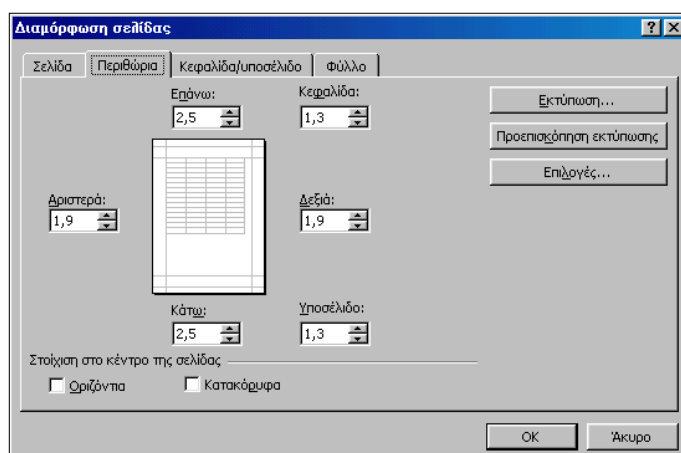 Διαμόρφωση σελίδας
Σελίδα Περιθώρια Κεφαλίδα/υποσέλιδο Φύλλο
Επάνω: Κεφαλίδα:
2,5 1,3
Εκτύπωση...
Προεπισκόπηση εκτύπωσης
Επιλογές...
Αριστερά: Δεξιά:
1,9 1,9
Κάτω: Υποσέλιδο:
2,5 1,3
Στοίχιση στο κέντρο της σελίδας
Οριζόντια Κατακόρυφα
OK Άκυρο